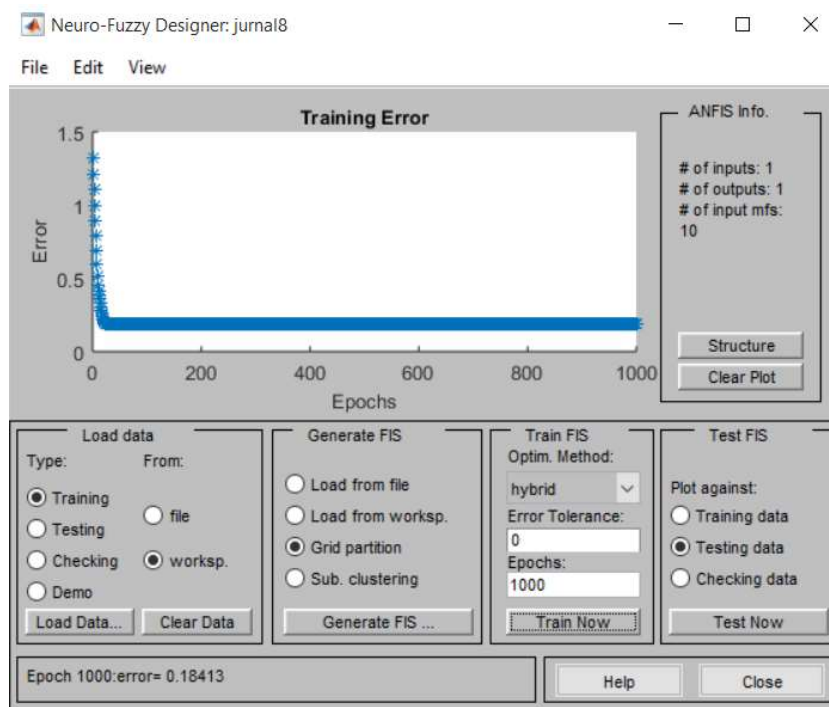 Neuro-Fuzzy Designer: jurnal8
File Edit View
Training Error
1.5
1
0.5
0
Error
0 200 400 600 800 1000
Epochs
ANFIS Info.
# of inputs: 1
# of outputs: 1
# of input mfs:
10
Structure
Clear Plot
Load data
Type: From:
Training
Testing
Checking
Demo
file
worksp.
Load Data... Clear Data
Generate FIS
Load from file
Load from worksp.
Grid partition
Sub. clustering
Generate FIS ...
Train FIS
Optim. Method:
hybrid
Error Tolerance:
0
Epochs:
1000
Train Now
Test FIS
Plot against:
Training data
Testing data
Checking data
Test Now
Epoch 1000:error= 0.18413
Help
Close